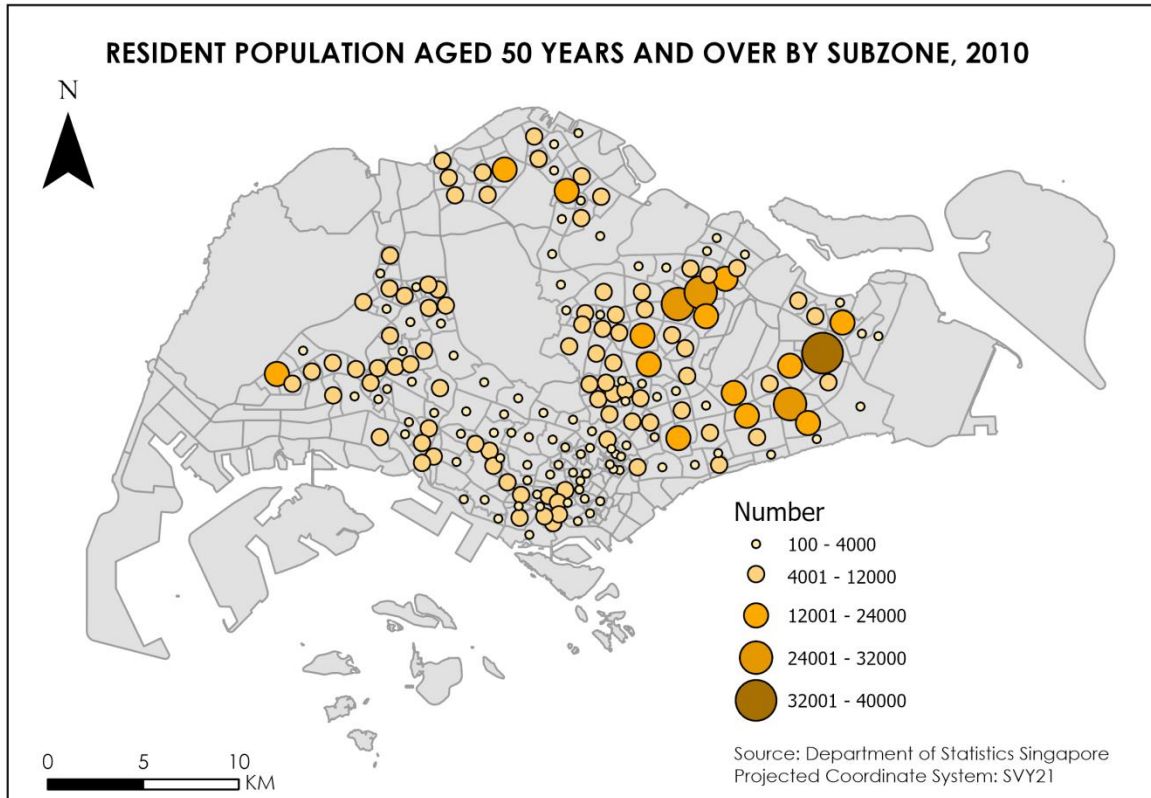 RESIDENT POPULATION AGED 50 YEARS AND OVER BY SUBZONE, 2010
N
Number
100 - 4000
4001 - 12000
12001 - 24000
24001 - 32000
32001 - 40000
0 5 10
KM
Source: Department of Statistics Singapore
Projected Coordinate System: SVY21